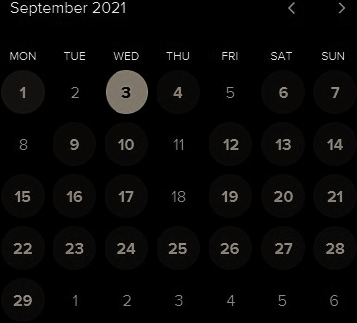 September 2021
MON TUE WED THU FRI SAT SUN
1 2 3 4 5 6 7
8 9 10 11 12 13 14
15 16 17 18 19 20 21
22 23 24 25 26 27 28
29 1 2 3 4 5 6